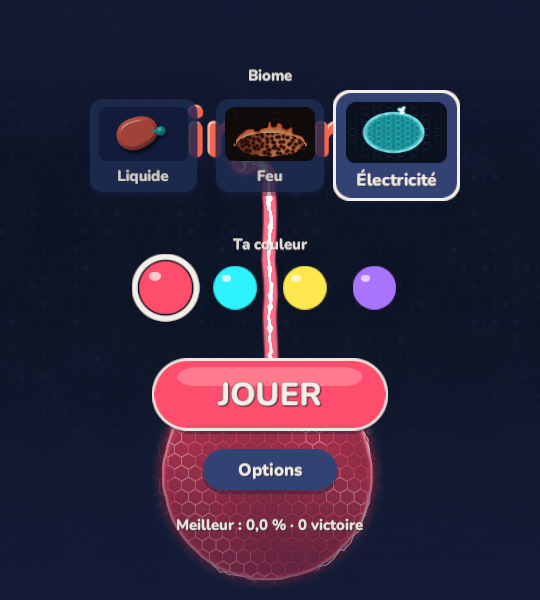 Biome
Liquide
Feu
Électricité
Ta couleur
JOUER
Options
Meilleur : 0,0 % · 0 victoire